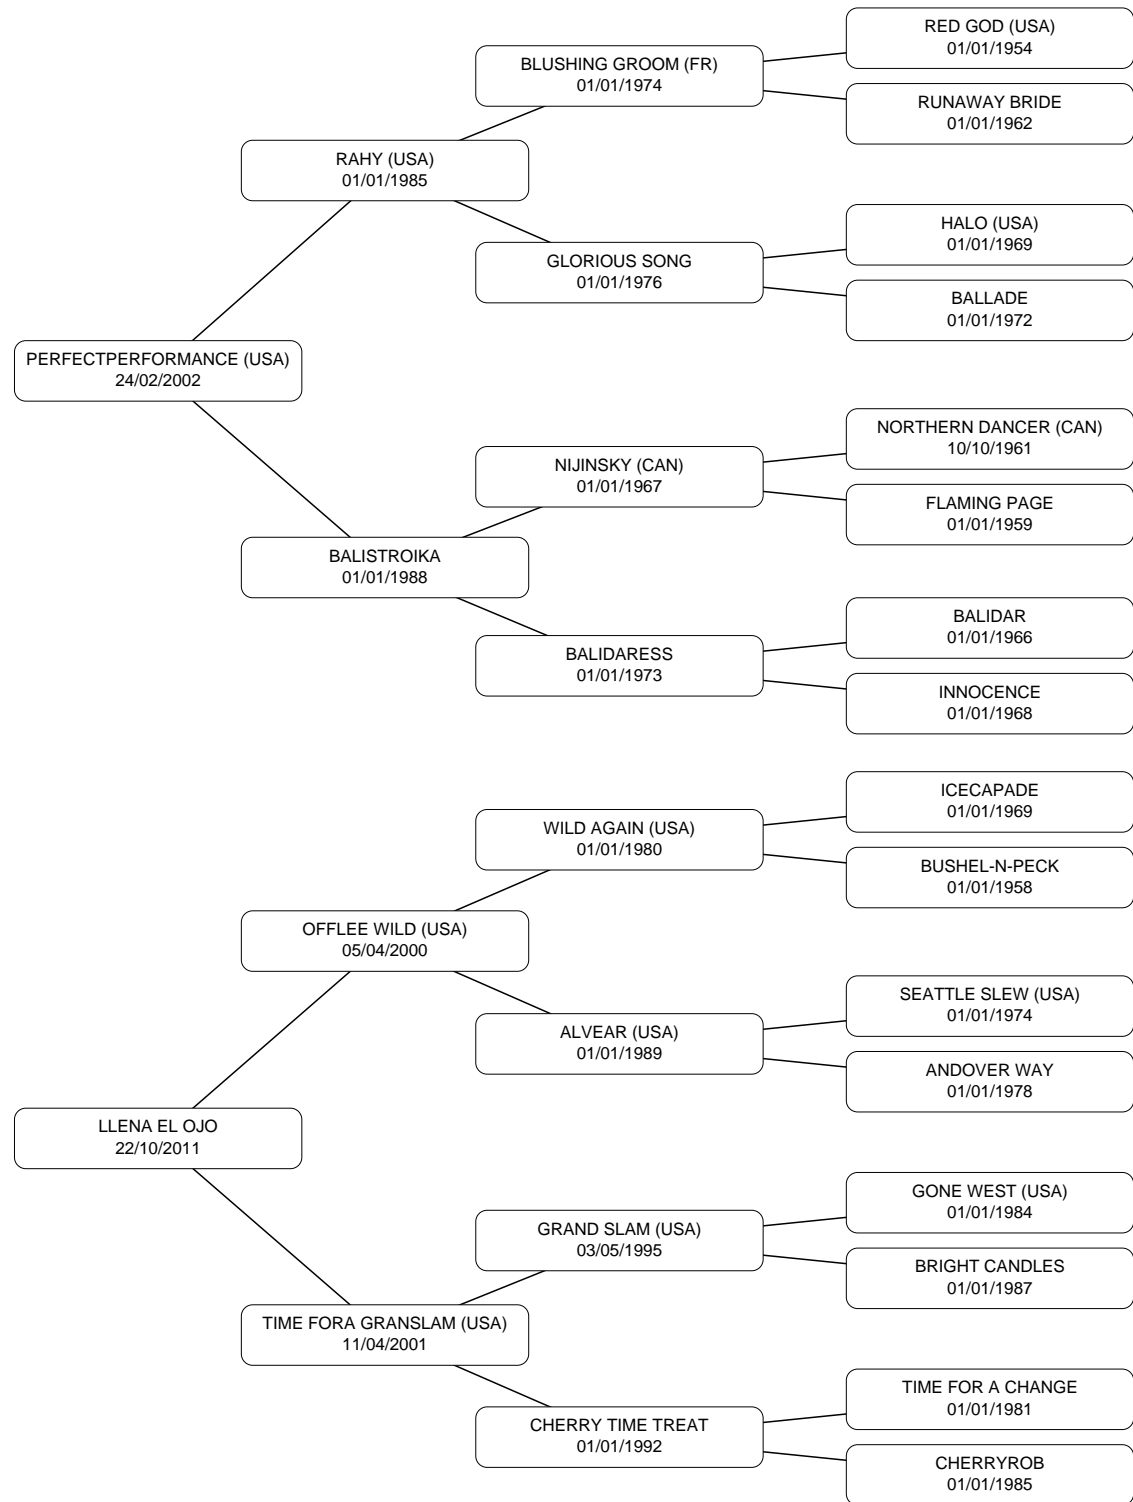 RED GOD (USA)
01/01/1954
BLUSHING GROOM (FR)
01/01/1974
RUNAWAY BRIDE
01/01/1962
RAHY (USA)
01/01/1985
HALO (USA)
01/01/1969
GLORIOUS SONG
01/01/1976
BALLADE
01/01/1972
PERFECTPERFORMANCE (USA)
24/02/2002
NORTHERN DANCER (CAN)
10/10/1961
NIJINSKY (CAN)
01/01/1967
FLAMING PAGE
01/01/1959
BALISTROIKA
01/01/1988
BALIDAR
01/01/1966
BALIDARESS
01/01/1973
INNOCENCE
01/01/1968
ICECAPADE
01/01/1969
WILD AGAIN (USA)
01/01/1980
BUSHEL-N-PECK
01/01/1958
OFFLEE WILD (USA)
05/04/2000
SEATTLE SLEW (USA)
01/01/1974
ALVEAR (USA)
01/01/1989
ANDOVER WAY
01/01/1978
LLENA EL OJO
22/10/2011
GONE WEST (USA)
01/01/1984
GRAND SLAM (USA)
03/05/1995
BRIGHT CANDLES
01/01/1987
TIME FORA GRANSLAM (USA)
11/04/2001
TIME FOR A CHANGE
01/01/1981
CHERRY TIME TREAT
01/01/1992
CHERRYROB
01/01/1985